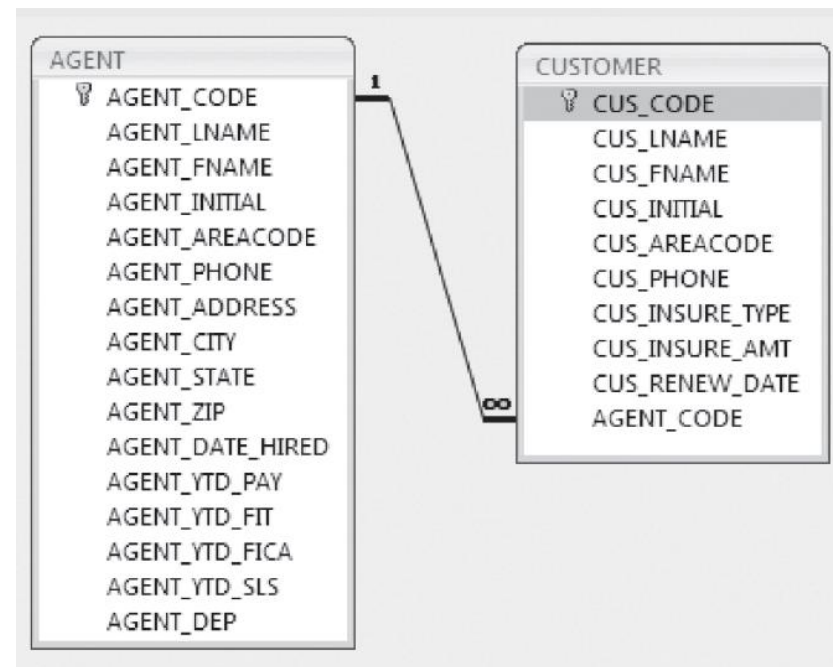 AGENT
AGENT_CODE
AGENT_LNAME
AGENT_FNAME
AGENT_INITIAL
AGENT_AREACODE
AGENT_PHONE
AGENT_ADDRESS
AGENT_CITY
AGENT_STATE
AGENT_ZIP
AGENT_DATE_HIRED
AGENT_YTD_PAY
AGENT_YTD_FIT
AGENT_YTD_FICA
AGENT_YTD_SLS
AGENT_DEP
1
∞
CUSTOMER
CUS_CODE
CUS_LNAME
CUS_FNAME
CUS_INITIAL
CUS_AREACODE
CUS_PHONE
CUS_INSURE_TYPE
CUS_INSURE_AMT
CUS_RENEW_DATE
AGENT_CODE